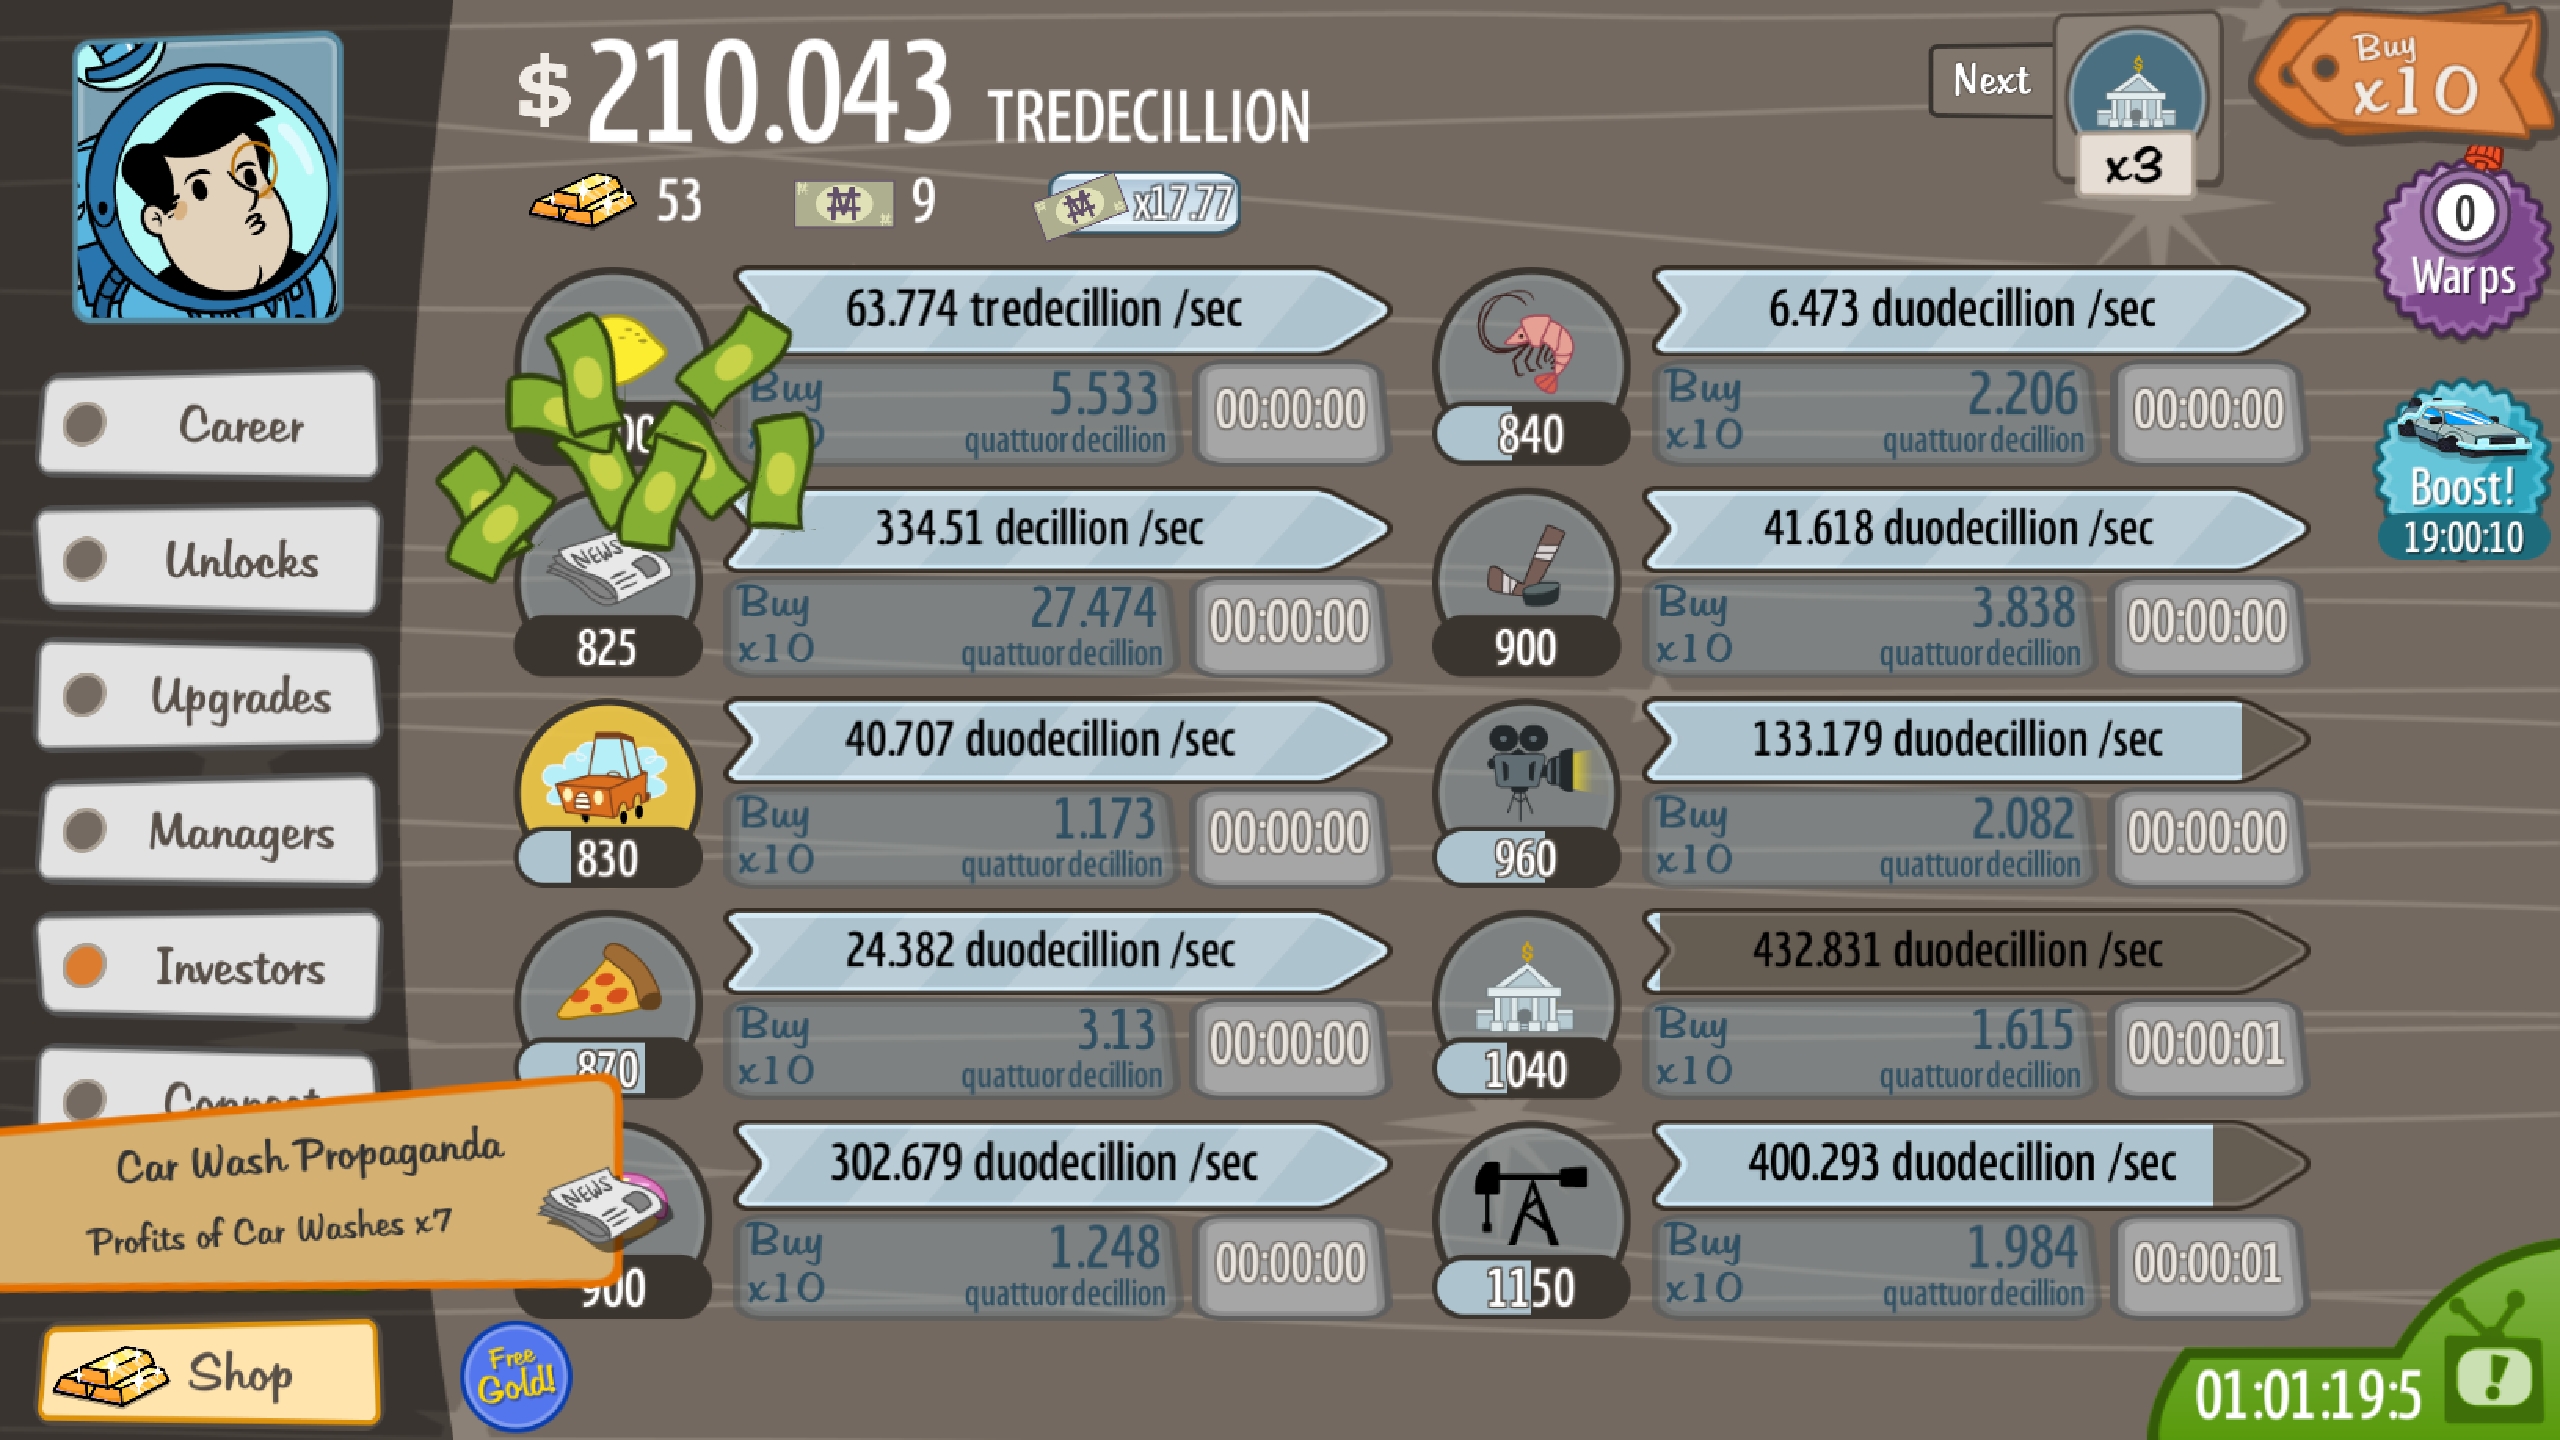 $210.043 TREDECILLION
53
9
x17.77
Next
x3
Buy
x10
0
Warps
Boost!
19:00:10
Career
Unlocks
Upgrades
Managers
Investors
63.774 tredecillion /sec
Buy
5.533
quattuordecillion
00:00:00
334.51 decillion /sec
NEWS
825
Buy
x10
27.474
quattuordecillion
00:00:00
40.707 duodecillion /sec
830
Buy
x10
1.173
quattuordecillion
00:00:00
24.382 duodecillion /sec
870
Buy
x10
3.13
quattuordecillion
00:00:00
302.679 duodecillion /sec
900
Buy
x10
1.248
quattuordecillion
00:00:00
6.473 duodecillion /sec
840
Buy
x10
2.206
quattuordecillion
00:00:00
41.618 duodecillion /sec
900
Buy
x10
3.838
quattuordecillion
00:00:00
133.179 duodecillion /sec
960
Buy
x10
2.082
quattuordecillion
00:00:00
432.831 duodecillion /sec
1040
Buy
x10
1.615
quattuordecillion
00:00:01
400.293 duodecillion /sec
1150
Buy
x10
1.984
quattuordecillion
00:00:01
Car Wash Propaganda
Profits of Car Washes x7
NEWS
Shop
Free
Gold!
01:01:19:5